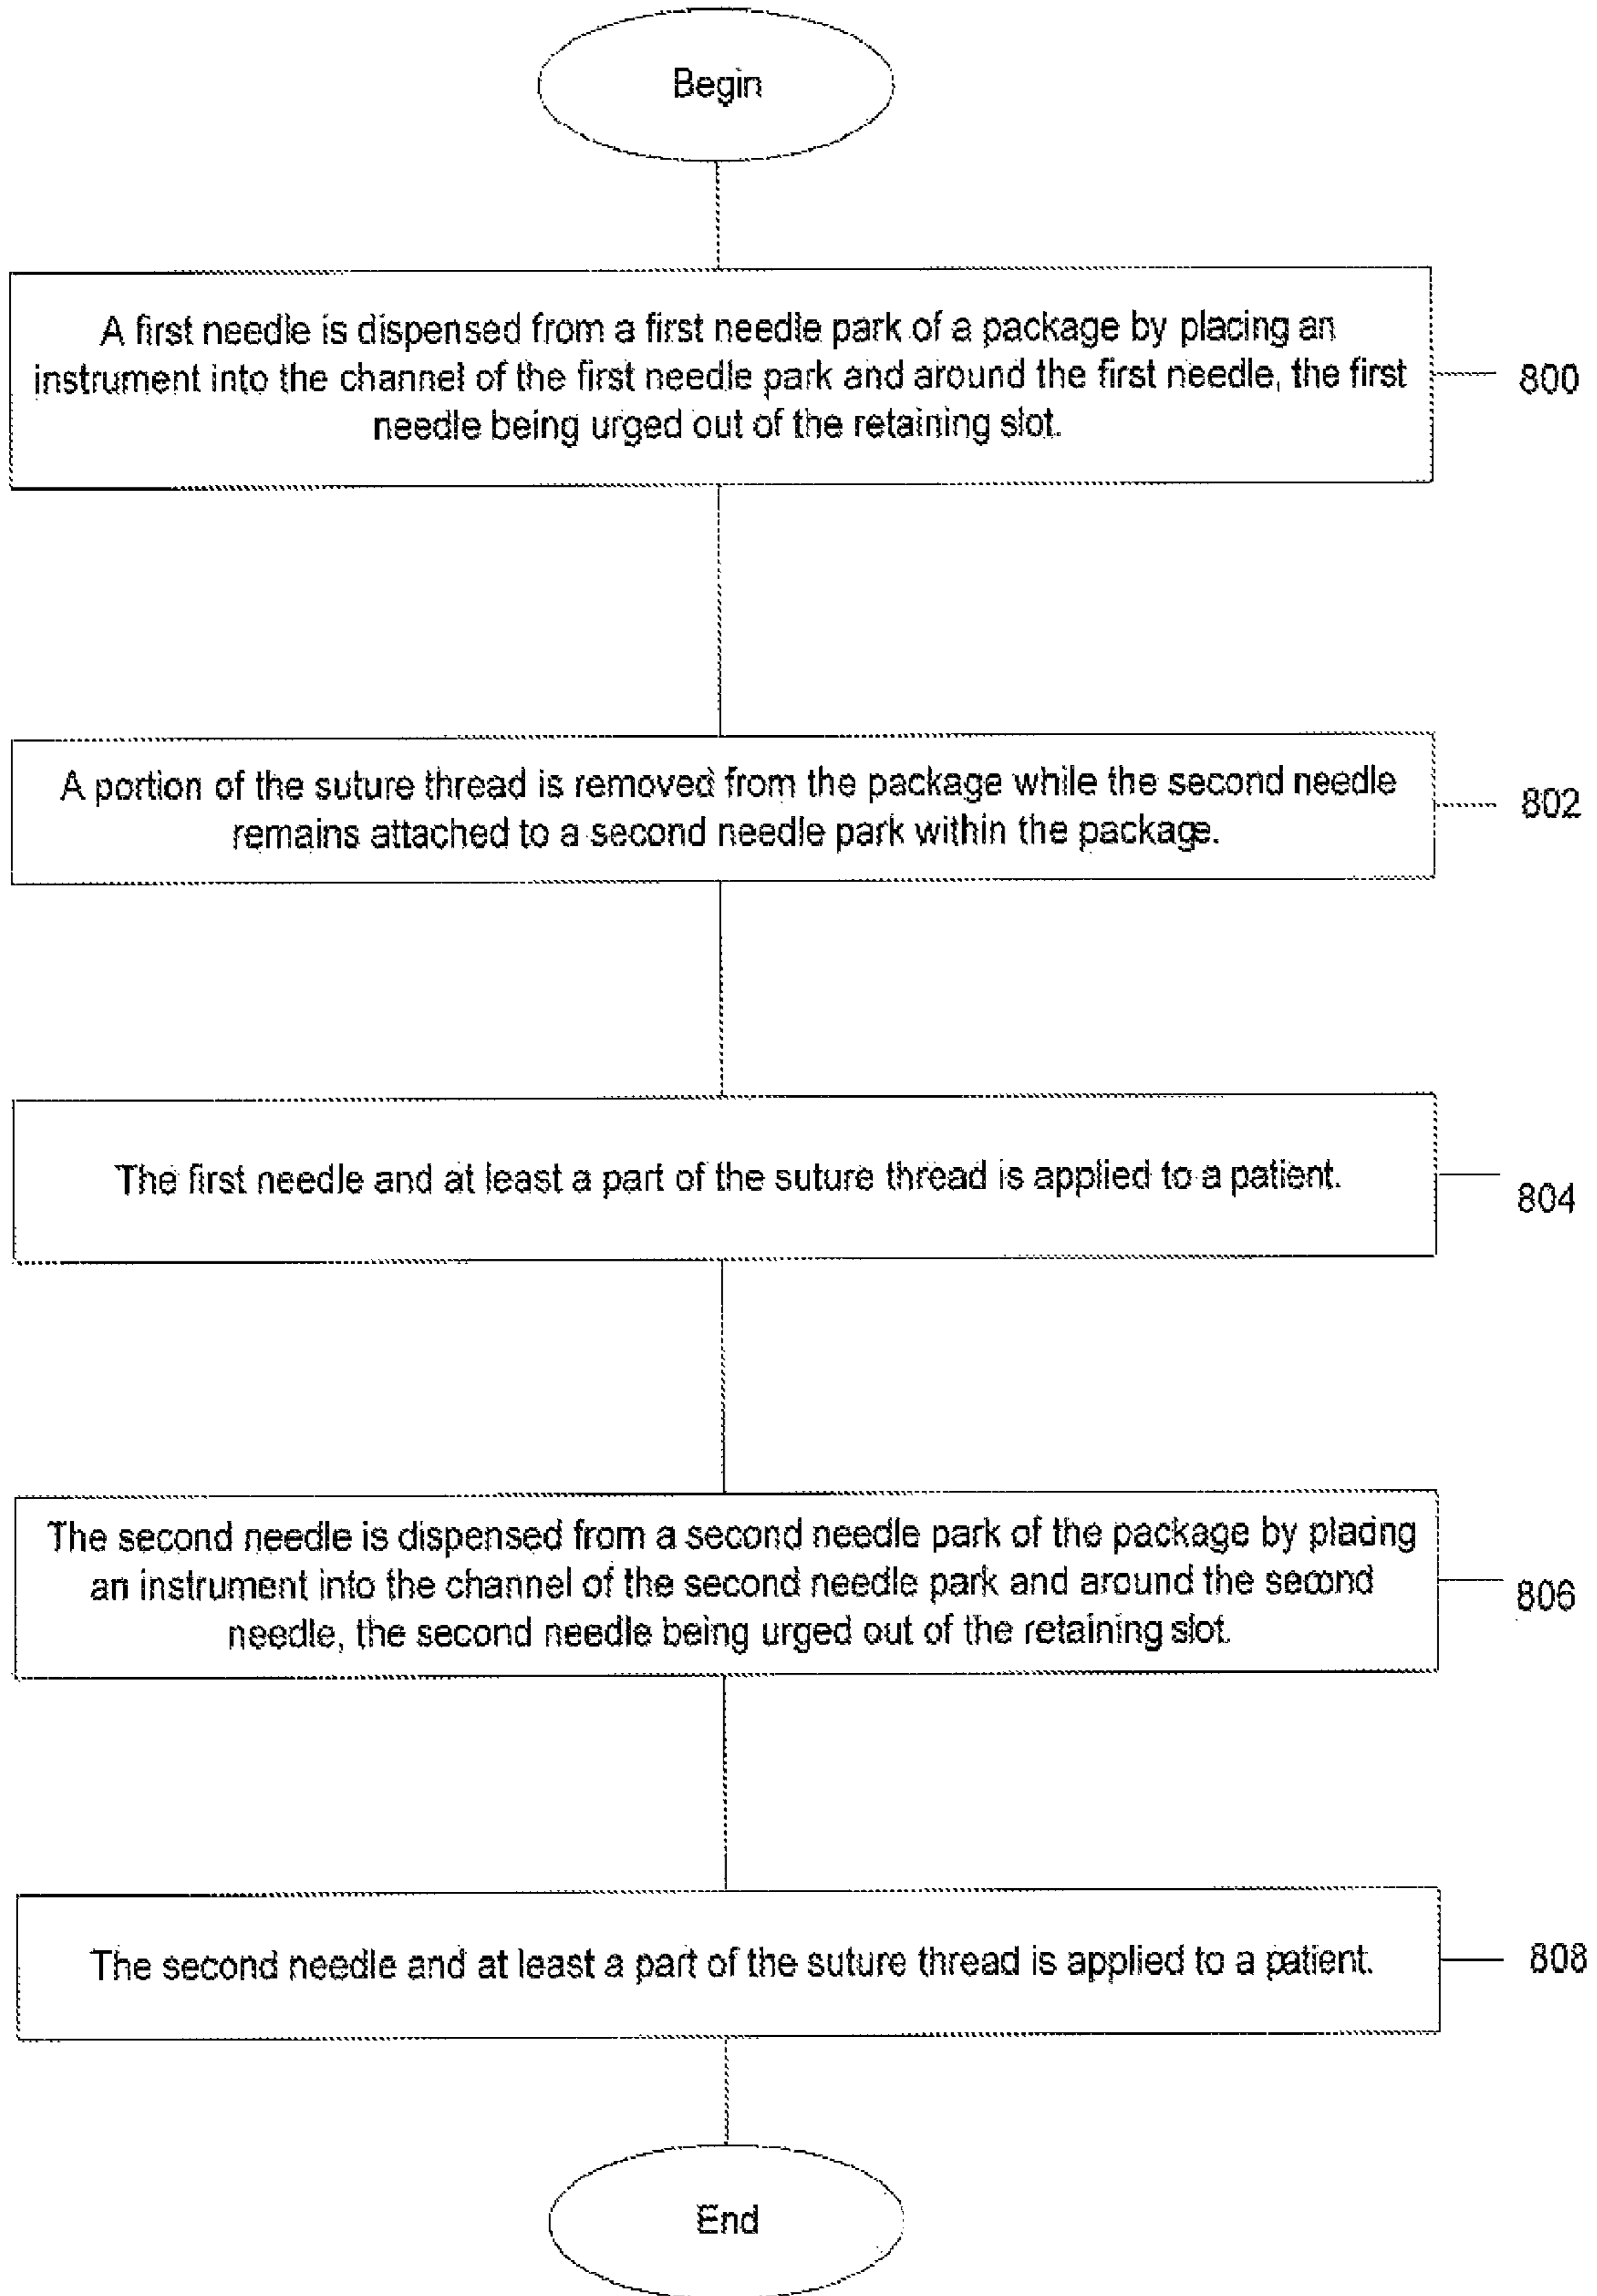 Begin
A first needle is dispensed from a first needle park of a package by placing an
instrument into the channel of the first needle park and around the first needle, the first
needle being urged out of the retaining slot.
800
A portion of the suture thread is removed from the package while the second needle
remains attached to a second needle park within the package.
802
The first needle and at least a part of the suture thread is applied to a patient.
804
The second needle is dispensed from a second needle park of the package by placing
an instrument into the channel of the second needle park and around the second
needle, the second needle being urged out of the retaining slot.
806
The second needle and at least a part of the suture thread is applied to a patient.
808
End